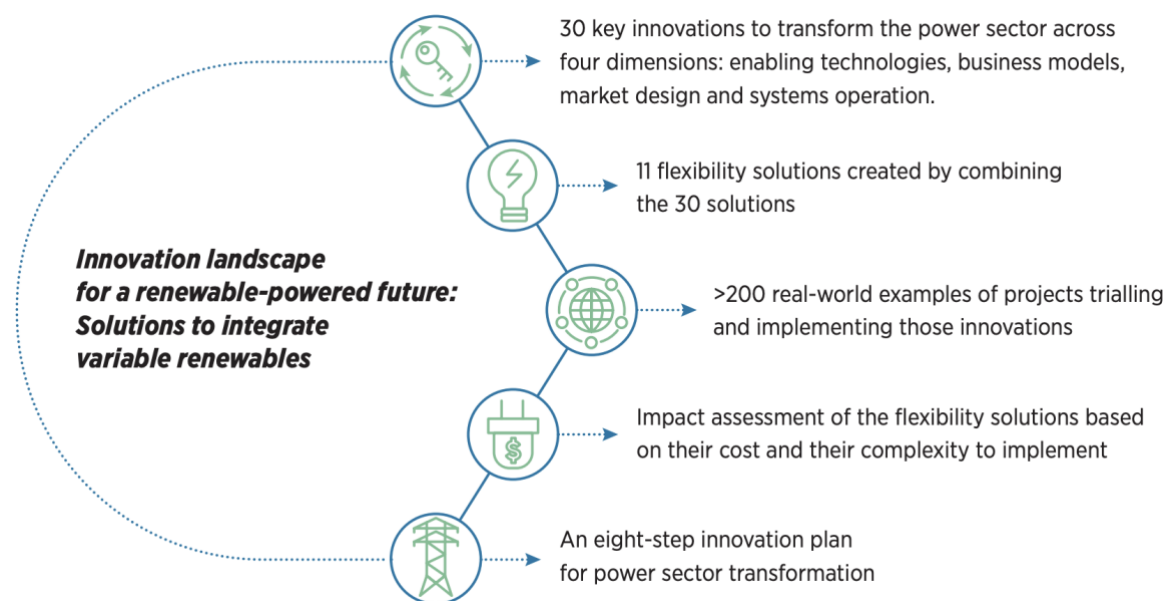 30 key innovations to transform the power sector across
four dimensions: enabling technologies, business models,
market design and systems operation.
11 flexibility solutions created by combining
the 30 solutions
Innovation landscape
for a renewable-powered future:
Solutions to integrate
variable renewables
>200 real-world examples of projects trialling
and implementing those innovations
$
Impact assessment of the flexibility solutions based
on their cost and their complexity to implement
An eight-step innovation plan
for power sector transformation